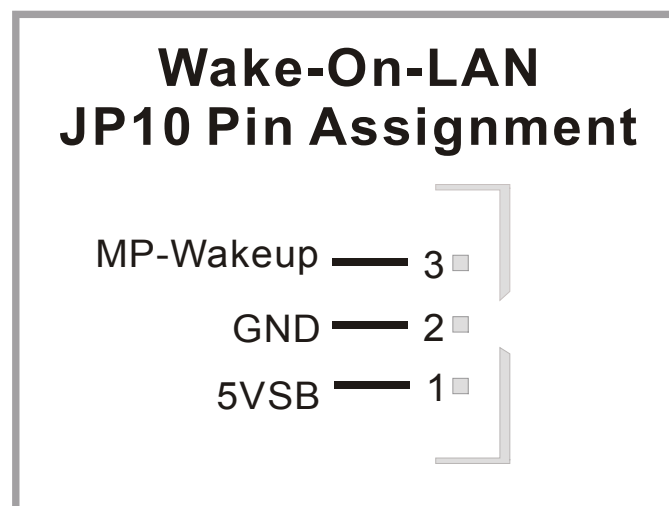 Wake-On-LAN
JP10 Pin Assignment
MP-Wakeup 3
GND 2
5VSB 1